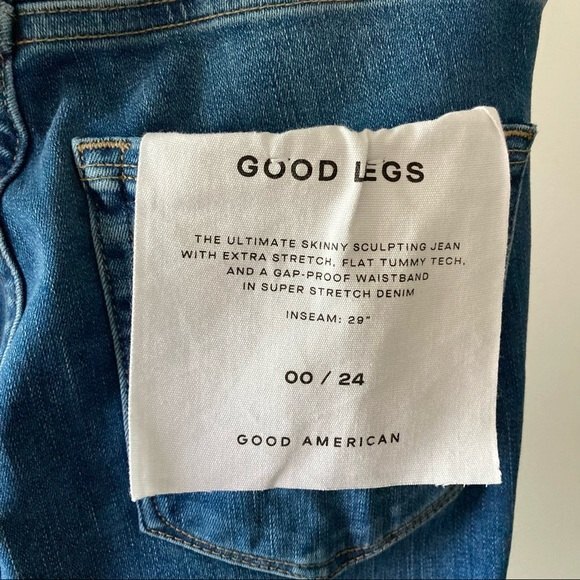 GOOD LEGS
THE ULTIMATE SKINNY SCULPTING JEAN
WITH EXTRA STRETCH, FLAT TUMMY TECH,
AND A GAP-PROOF WAISTBAND
IN SUPER STRETCH DENIM
INSEAM: 29"
00 / 24
GOOD AMERICAN